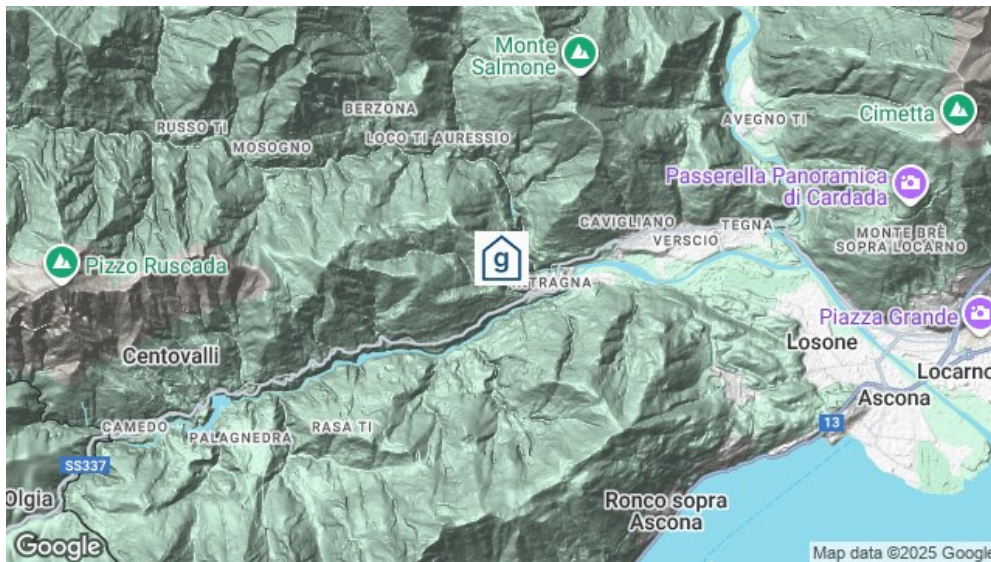 Monte
Salmone
Cimetta
BERZONA
AVEGNO TI
RUSSO TI
LOCO TI AURESSIO
MOSOGNO
Passerella Panoramica
di Cardada
CAVIGLIANO
TEGNA
VERSCIO
MONTE BRÈ
SOPRA LOCARNO
g
Pizzo Ruscada
Piazza Grande
Losone
Centovalli
Locarno
Ascona
13
CAMEDO
PALAGNEDRA
RASA TI
SS337
Olgia
Ronco sopra
Ascona
Google
Map data ©2025 Google